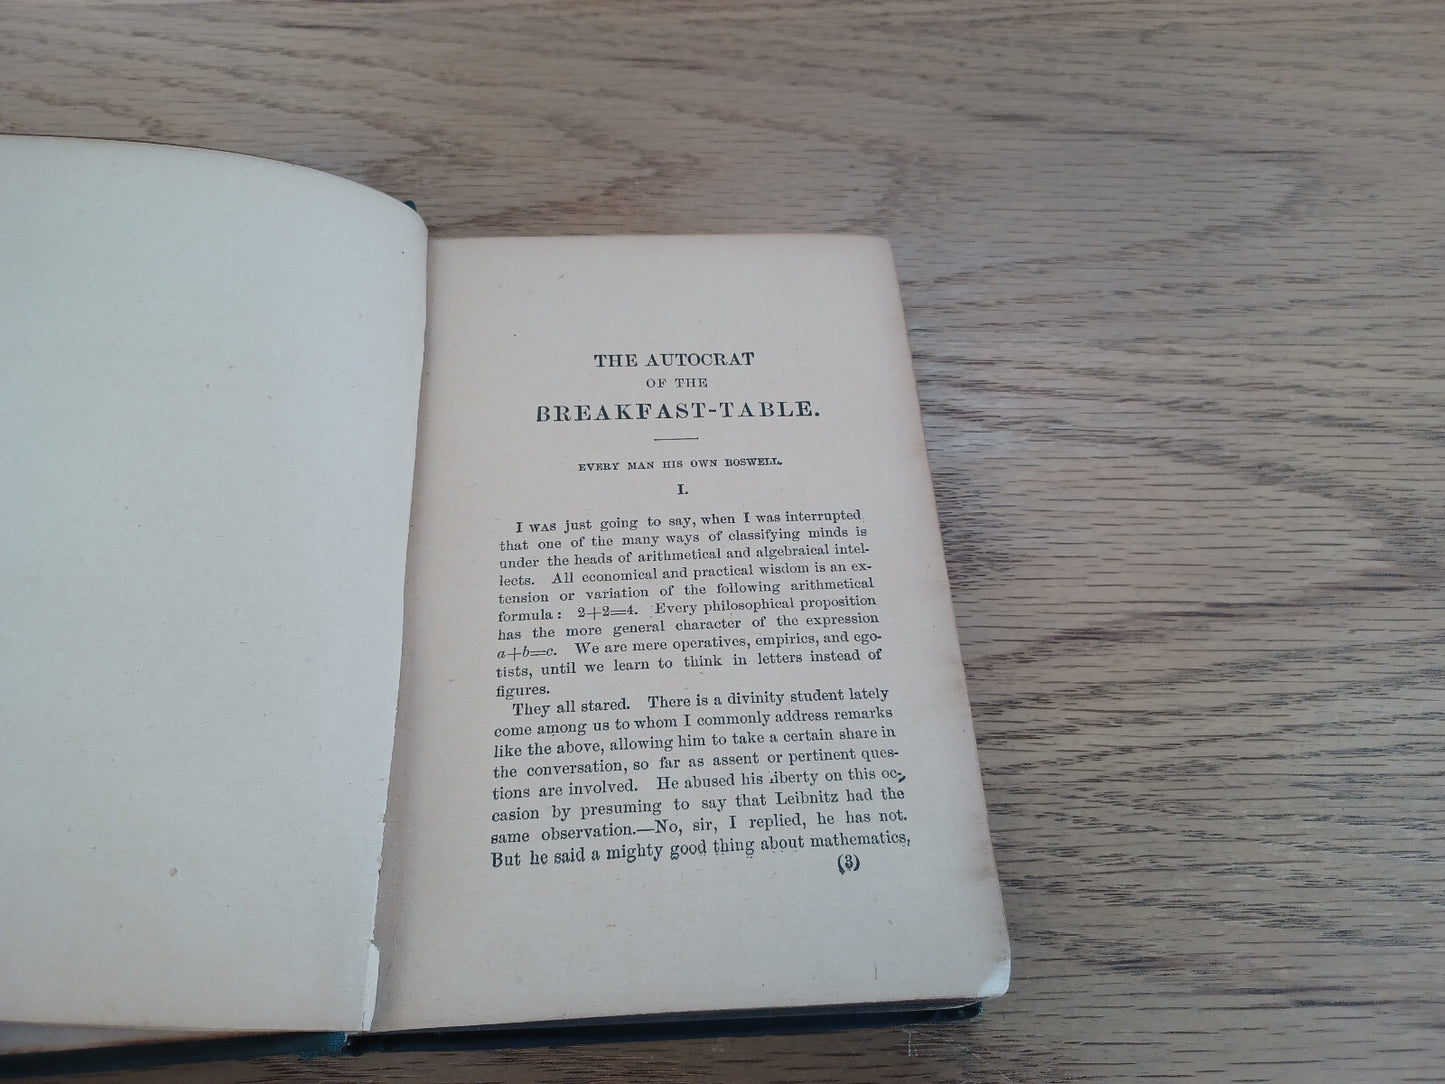 THE AUTOCRAT
OF THE
BREAKFAST-TABLE.
EVERY MAN HIS OWN BOSWELL.
I.
I WAS just going to say, when I was interrupted
that one of the many ways of classifying minds is
under the heads of arithmetical and algebraical intel-
lects. All economical and practical wisdom is an ex-
tension or variation of the following arithmetical
formula: 2+2=4. Every philosophical proposition
has the more general character of the expression
a+b=c. We are mere operatives, empirics, and ego-
tists, until we learn to think in letters instead of
figures.
They all stared. There is a divinity student lately
come among us to whom I commonly address remarks
like the above, allowing him to take a certain share in
the conversation, so far as assent or pertinent ques-
tions are involved. He abused his liberty on this oc-
casion by presuming to say that Leibnitz had the
same observation.—No, sir, I replied, he has not.
But he said a mighty good thing about mathematics,
(3)